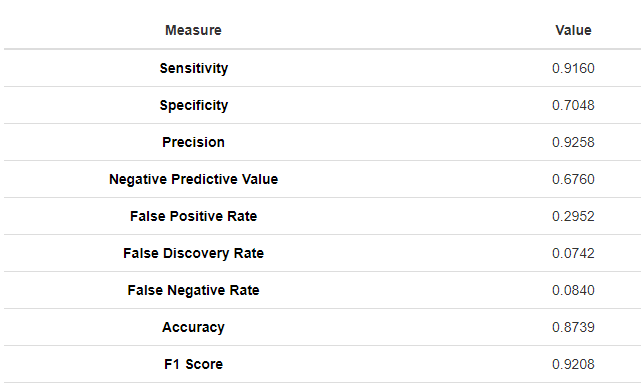 Measure Value
Sensitivity 0.9160
Specificity 0.7048
Precision 0.9258
Negative Predictive Value 0.6760
False Positive Rate 0.2952
False Discovery Rate 0.0742
False Negative Rate 0.0840
Accuracy 0.8739
F1 Score 0.9208